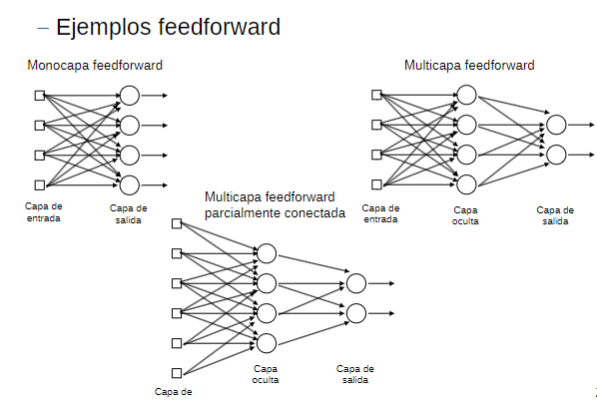 – Ejemplos feedforward
Monocapa feedforward
Capa de
entrada
Capa de
salida
Multicapa feedforward
Capa de
entrada
Capa
oculta
Capa de
salida
Multicapa feedforward
parcialmente conectada
Capa de
Capa
oculta
Capa de
salida